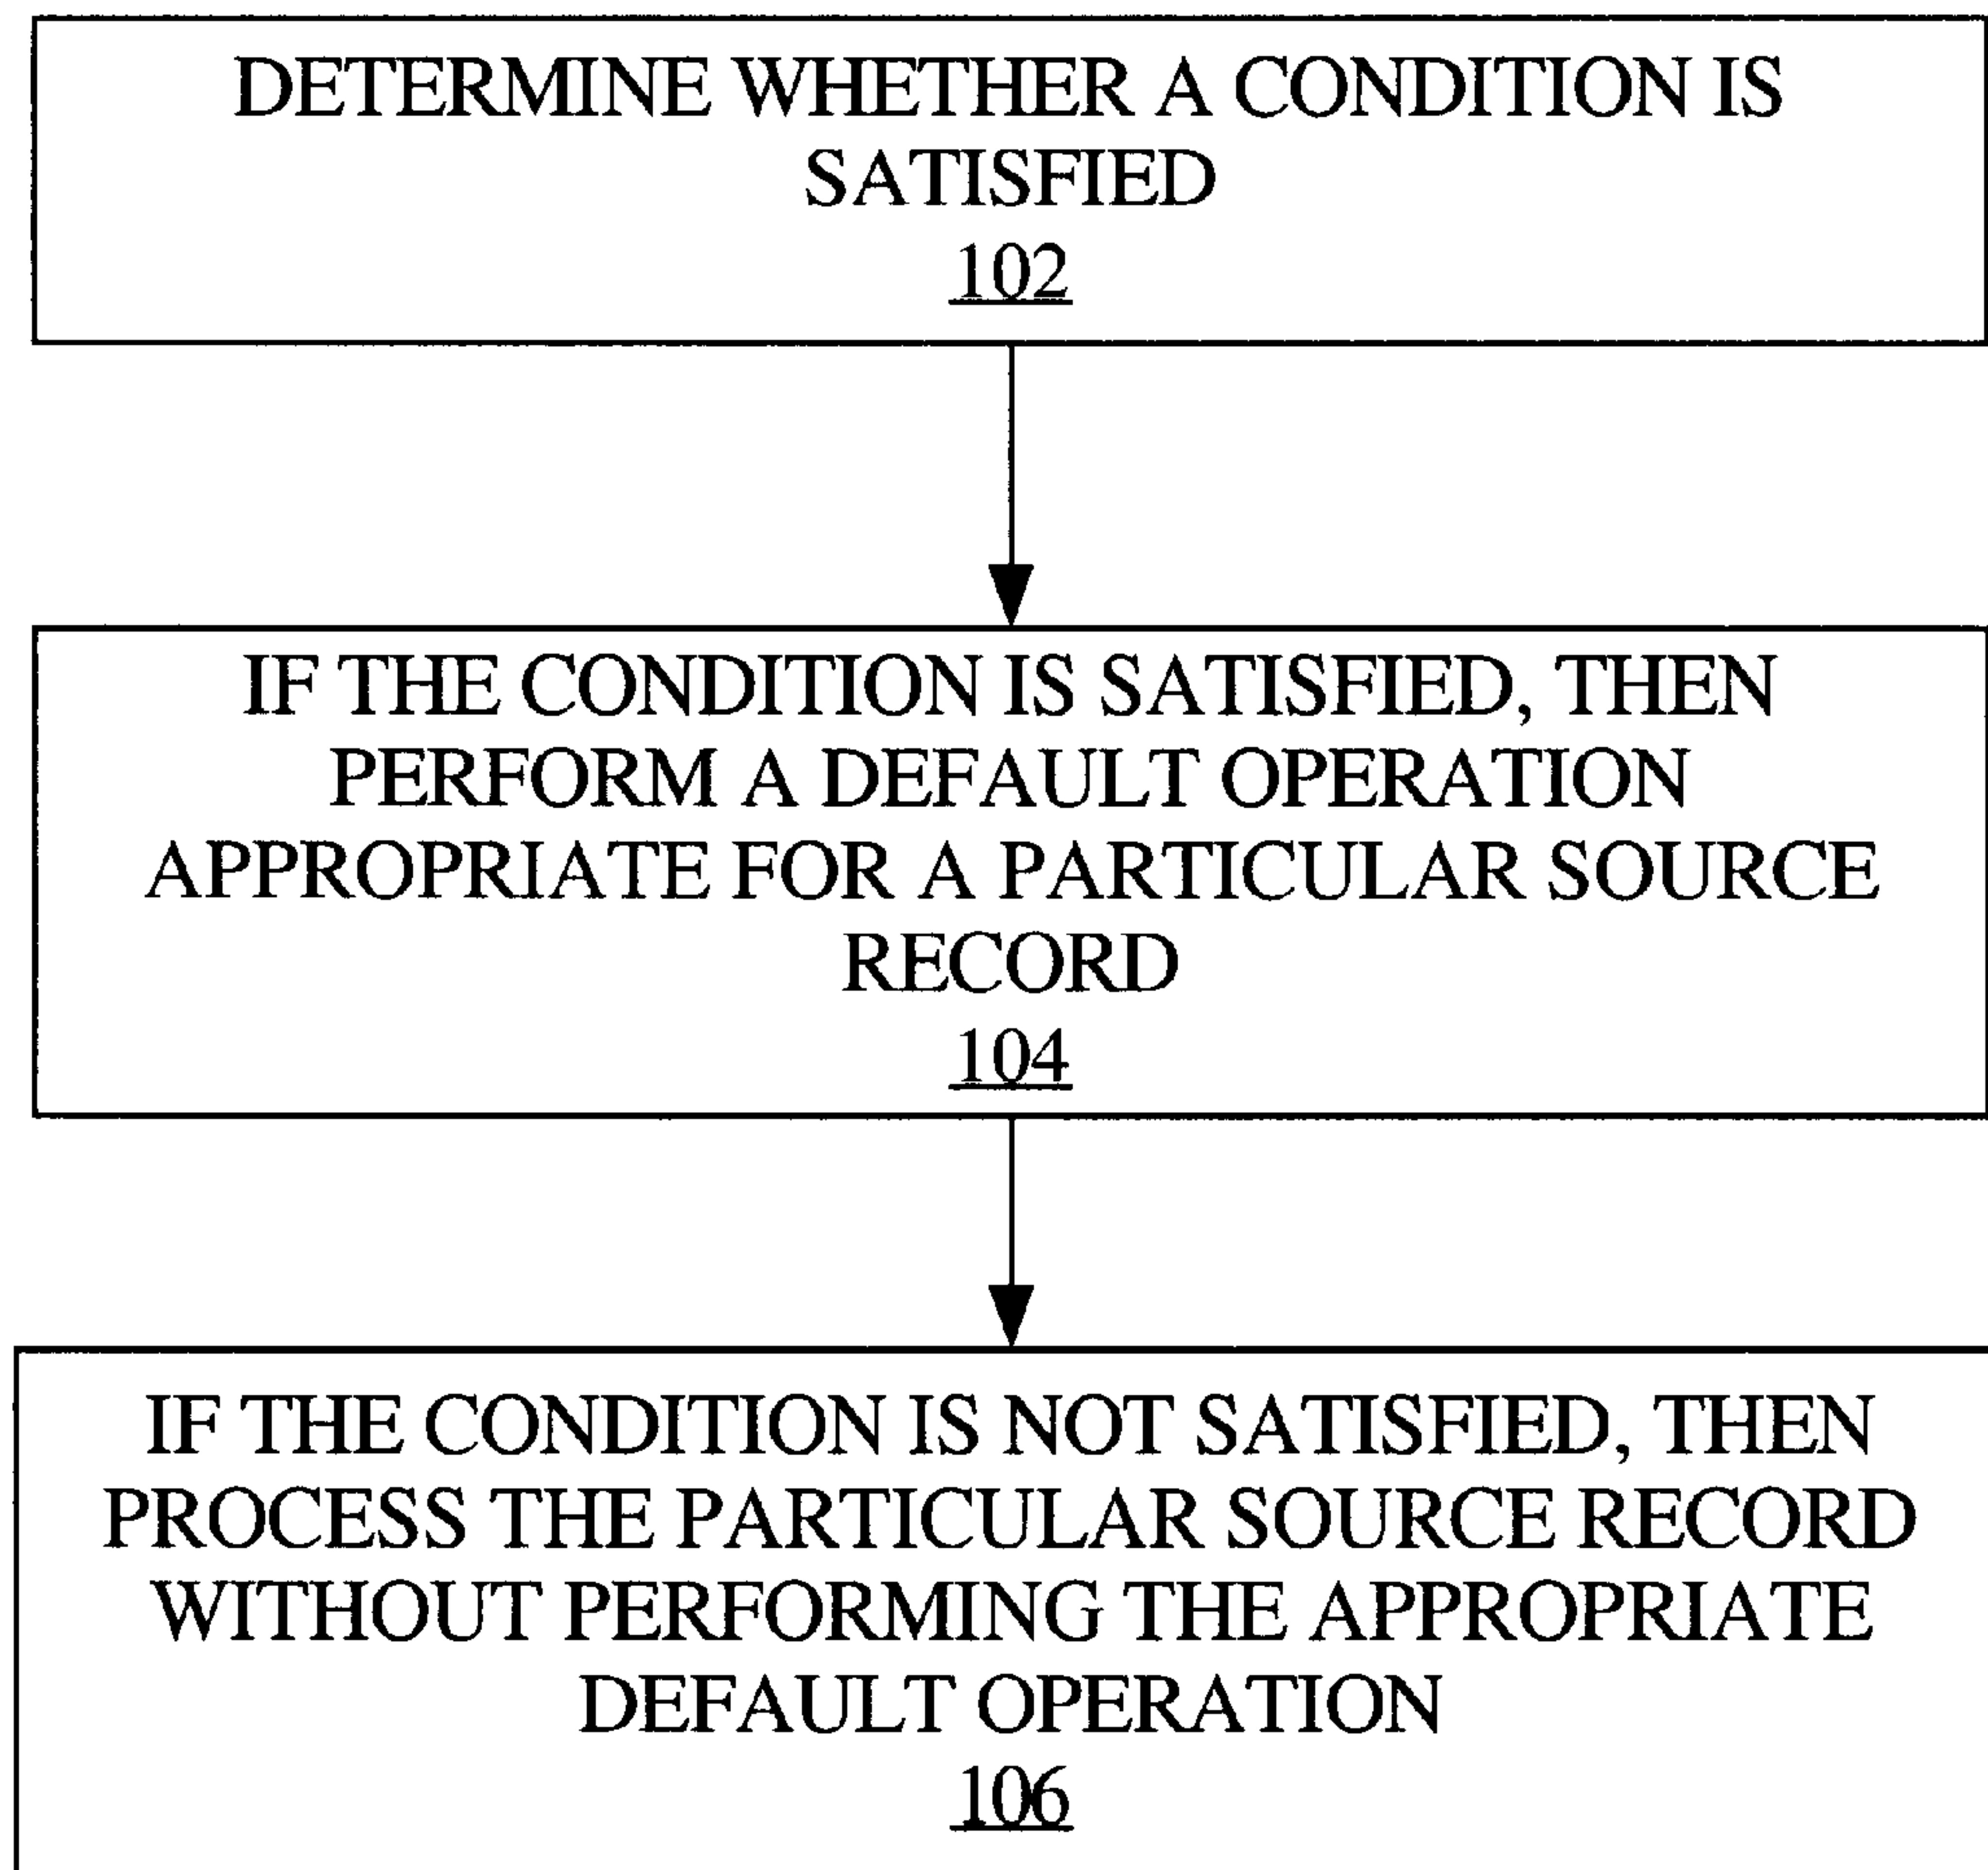 DETERMINE WHETHER A CONDITION IS
SATISFIED
102
IF THE CONDITION IS SATISFIED, THEN
PERFORM A DEFAULT OPERATION
APPROPRIATE FOR A PARTICULAR SOURCE
RECORD
104
IF THE CONDITION IS NOT SATISFIED, THEN
PROCESS THE PARTICULAR SOURCE RECORD
WITHOUT PERFORMING THE APPROPRIATE
DEFAULT OPERATION
106